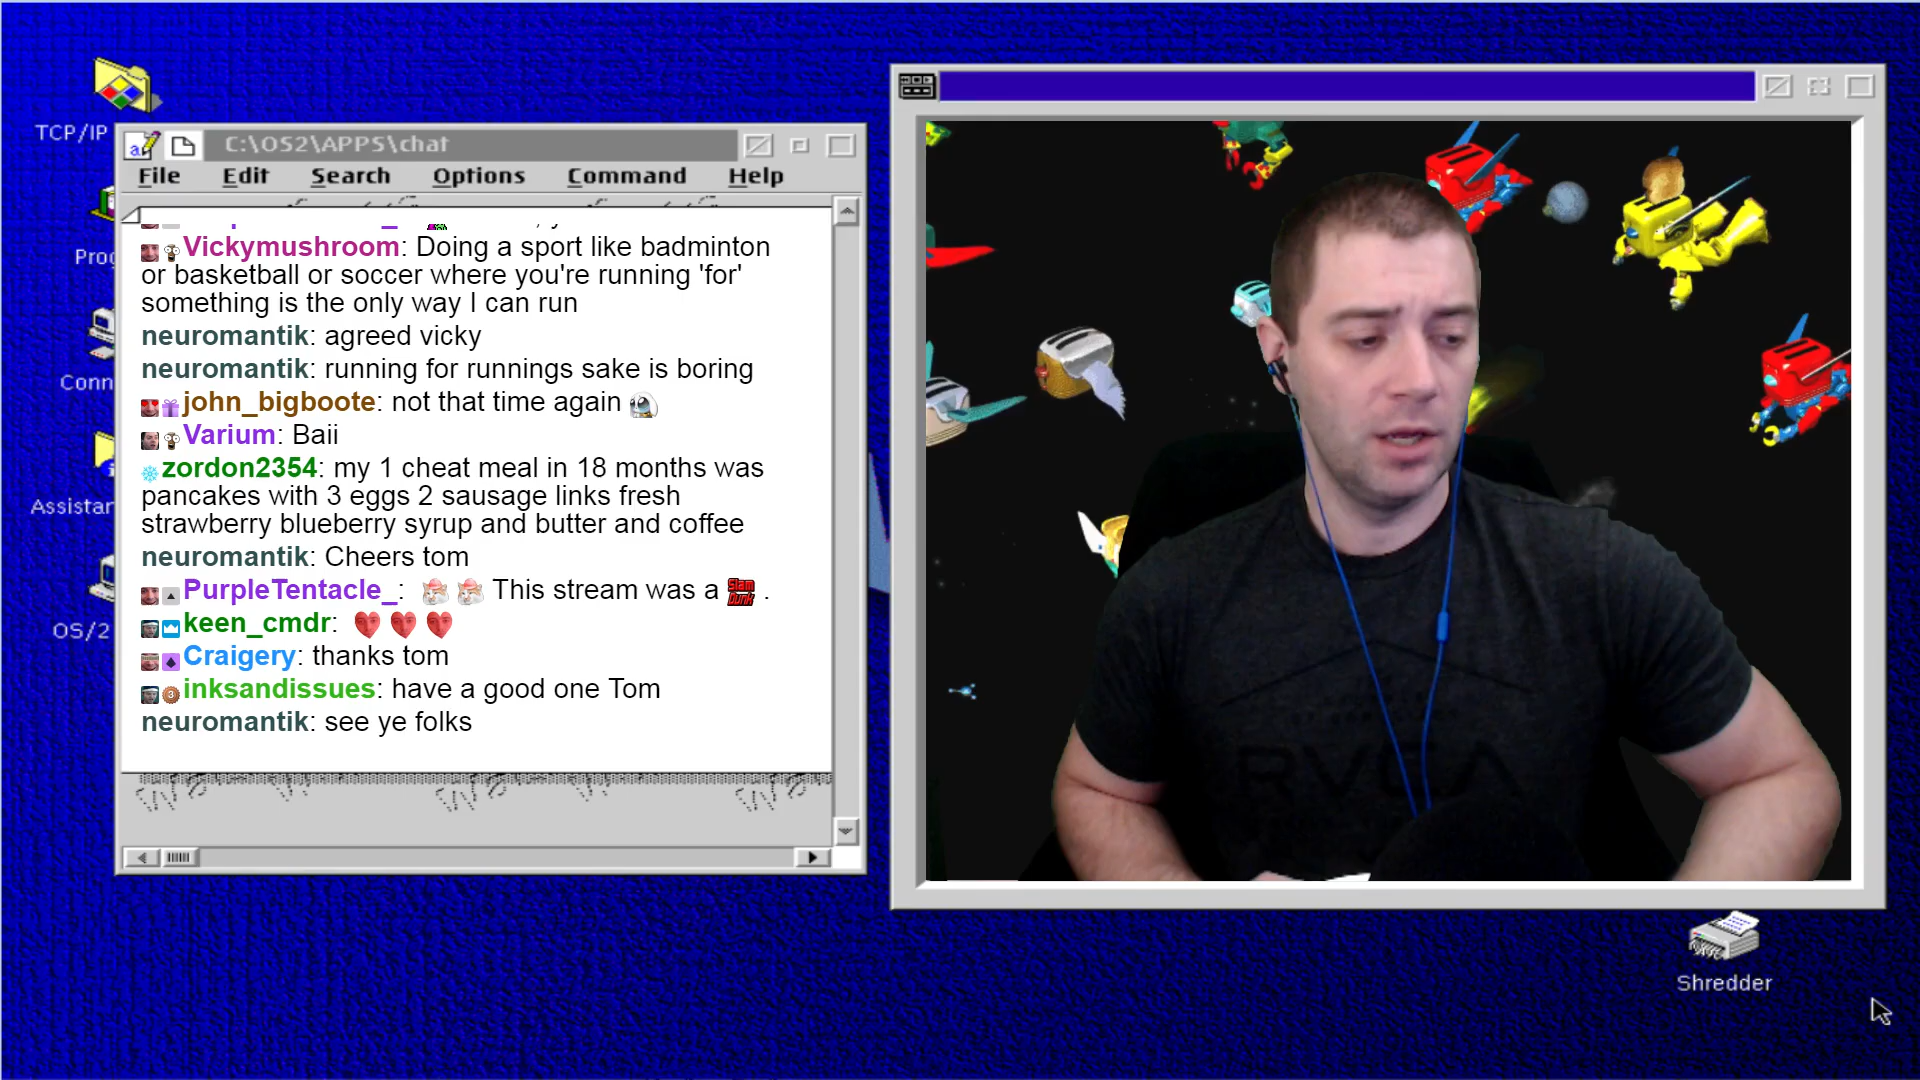 TCP/IP
C:\OS2\APPS\chat
File Edit Search Options Command Help
Vickymushroom: Doing a sport like badminton
or basketball or soccer where you're running 'for'
something is the only way I can run
neuromantik: agreed vicky
neuromantik: running for runnings sake is boring
john_bigboote: not that time again
Varium: Baii
zordon2354: my 1 cheat meal in 18 months was
pancakes with 3 eggs 2 sausage links fresh
strawberry blueberry syrup and butter and coffee
neuromantik: Cheers tom
PurpleTentacle_: This stream was a Slam Dunk .
keen_cmdr:
Craigery: thanks tom
inksandissues: have a good one Tom
neuromantik: see ye folks
Prog
Conn
Assistan
OS/2
RVCA
Shredder